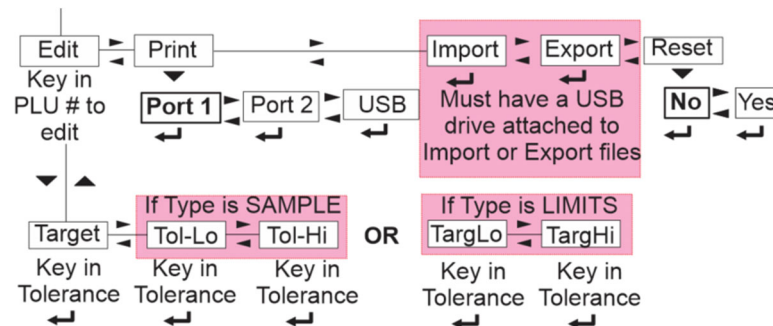 Edit
Print
Import
Export
Reset
Key in
PLU # to
edit
Port 1
Port 2
USB
Must have a USB
drive attached to
Import or Export files
No
Yes
If Type is SAMPLE
If Type is LIMITS
Target
Tol-Lo
Tol-Hi
OR
TargLo
TargHi
Key in
Tolerance
Key in
Tolerance
Key in
Tolerance
Key in
Tolerance
Key in
Tolerance